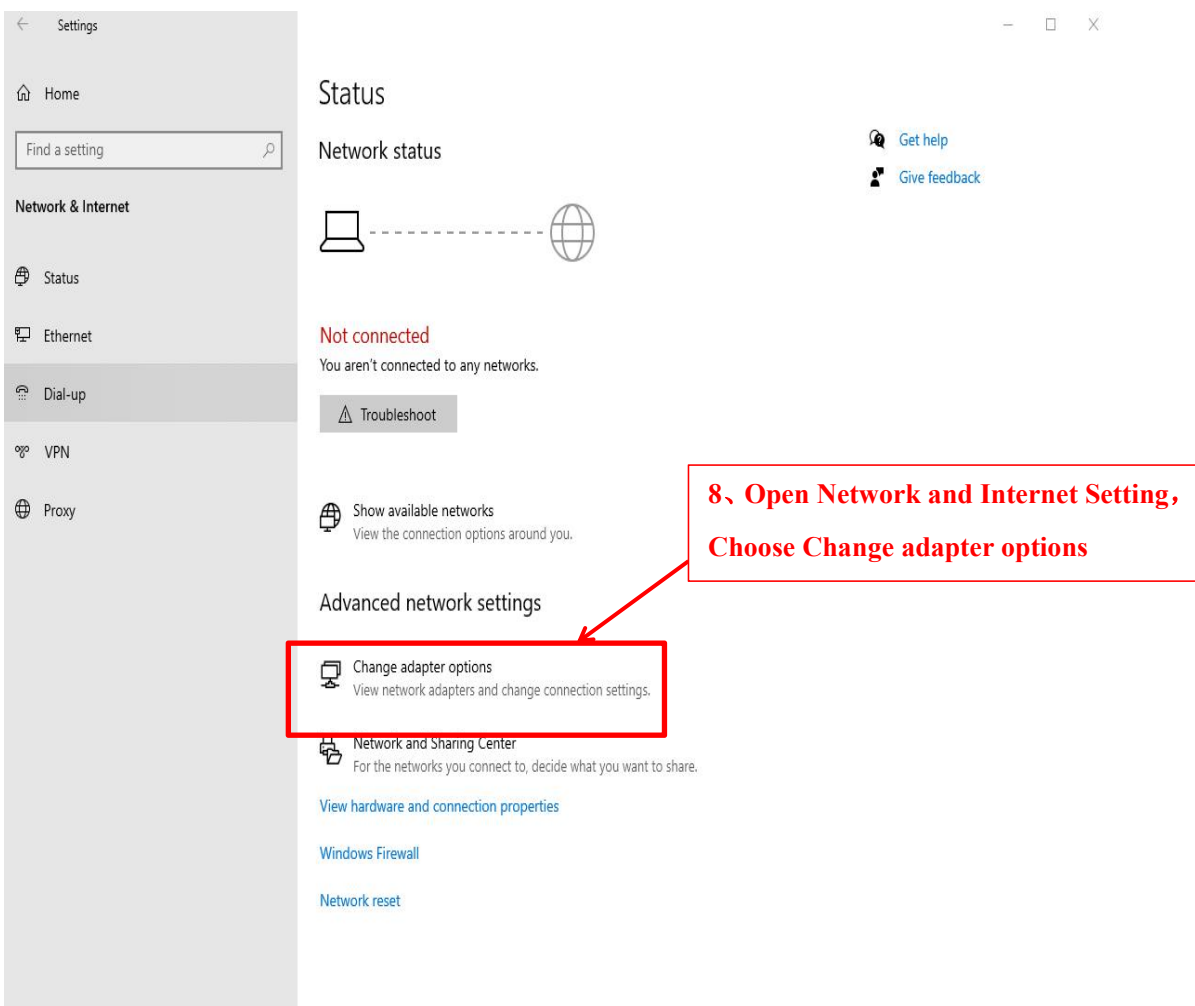 Settings
Home
Find a setting
Network & Internet
Status
Ethernet
Dial-up
VPN
Proxy
Status
Network status
Not connected
You aren't connected to any networks.
Troubleshoot
Show available networks
View the connection options around you.
Advanced network settings
Change adapter options
View network adapters and change connection settings.
Network and Sharing Center
For the networks you connect to, decide what you want to share.
View hardware and connection properties
Windows Firewall
Network reset
Get help
Give feedback
8、Open Network and Internet Setting，
Choose Change adapter options